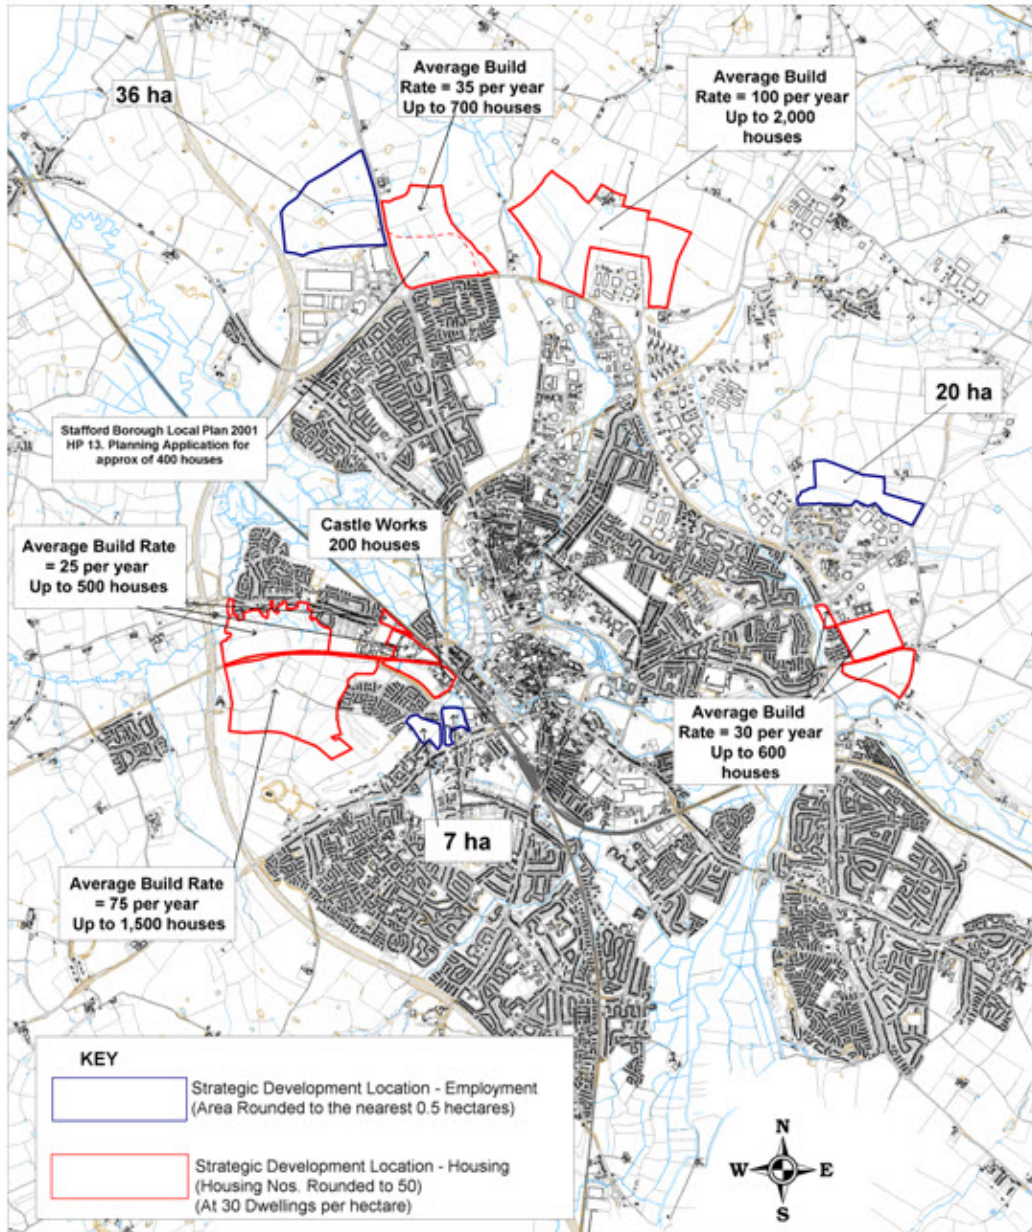 36 ha
Average Build
Rate = 35 per year
Up to 700 houses
Average Build
Rate = 100 per year
Up to 2,000
houses
20 ha
Stafford Borough Local Plan 2001
HP 13. Planning Application for
approx of 400 houses
Castle Works
200 houses
Average Build Rate
= 25 per year
Up to 500 houses
Average Build
Rate = 30 per year
Up to 600
houses
7 ha
Average Build Rate
= 75 per year
Up to 1,500 houses
KEY
Strategic Development Location - Employment
(Area Rounded to the nearest 0.5 hectares)
Strategic Development Location - Housing
(Housing Nos. Rounded to 50)
(At 30 Dwellings per hectare)
N
W E
S